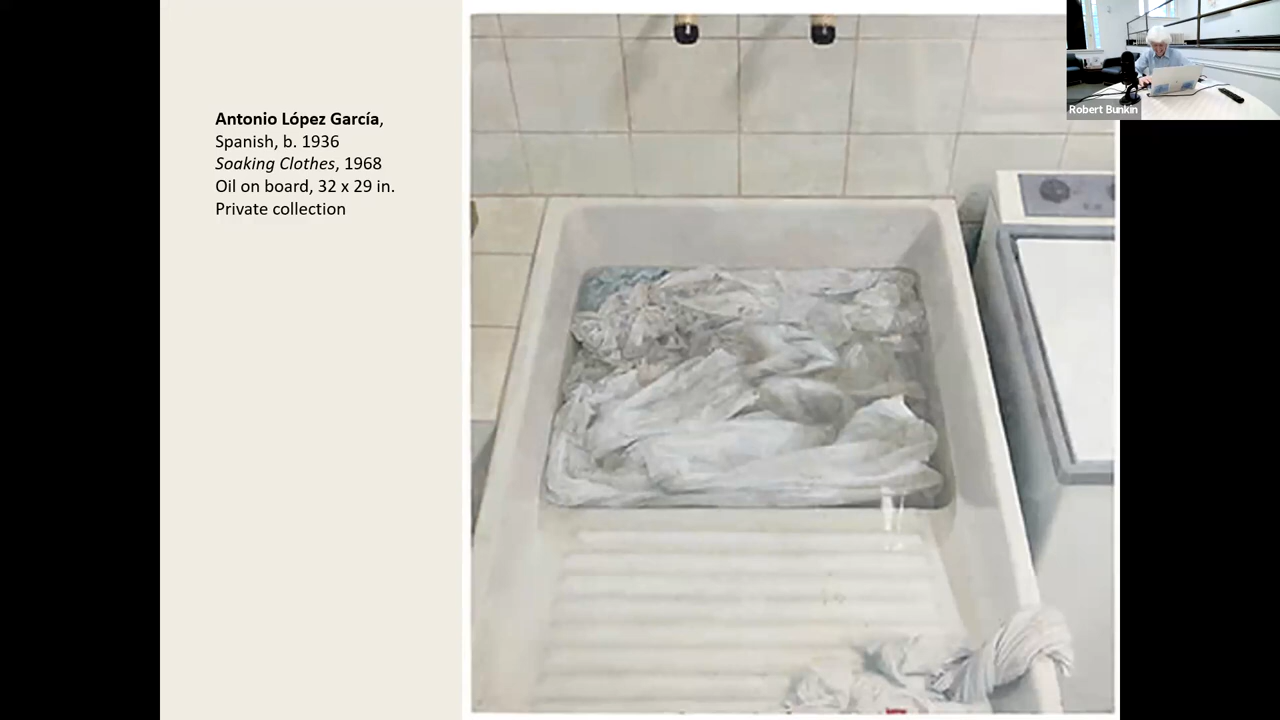 Antonio López García,
Spanish, b. 1936
Soaking Clothes, 1968
Oil on board, 32 x 29 in.
Private collection
Robert Bunkin